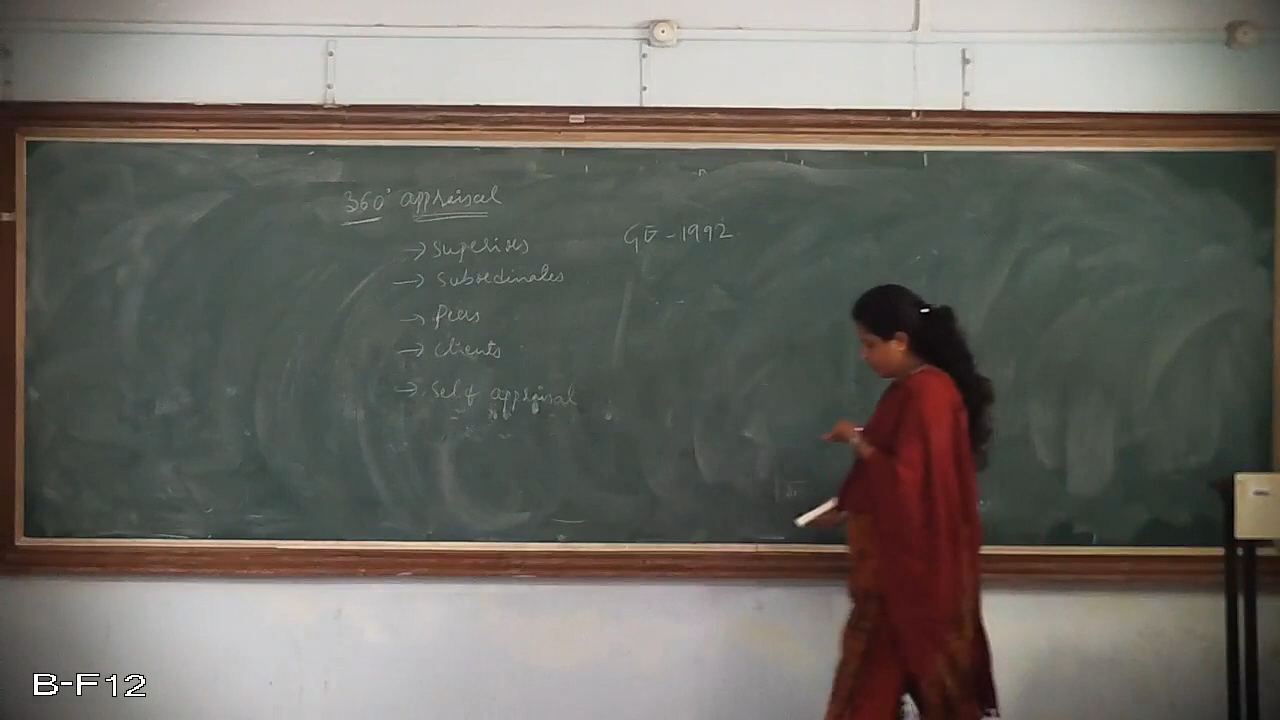 360° appraisal
→ Superiors
GE - 1992
→ Subordinates
→ Peers
→ Clients
→ Self appraisal
B-F12